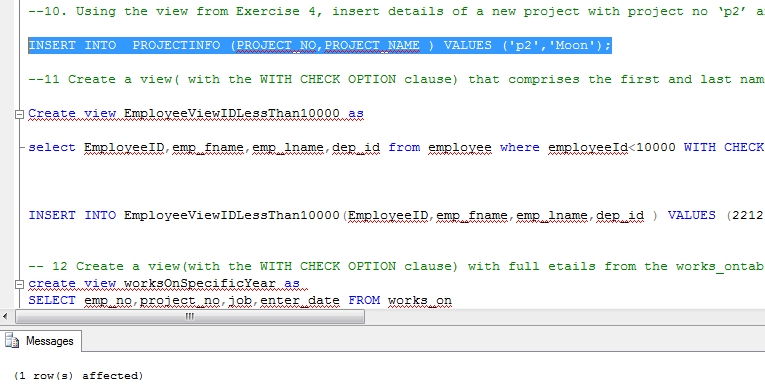 --10. Using the view from Exercise 4, insert details of a new project with project no ‘p2’ a
INSERT INTO  PROJECTINFO (PROJECT_NO,PROJECT_NAME ) VALUES ('p2','Moon');
--11 Create a view( with the WITH CHECK OPTION clause) that comprises the first and last nam
Create view EmployeeViewIDLessThan10000 as
select EmployeeID,emp_fname,emp_lname,dep_id from employee where employeeId<10000 WITH CHECK
INSERT INTO EmployeeViewIDLessThan10000(EmployeeID,emp_fname,emp_lname,dep_id ) VALUES (2212
-- 12 Create a view(with the WITH CHECK OPTION clause) with full etails from the works_ontab
create view worksOnSpecificYear as
SELECT emp_no,project_no,job,enter_date FROM works_on
Messages
(1 row(s) affected)